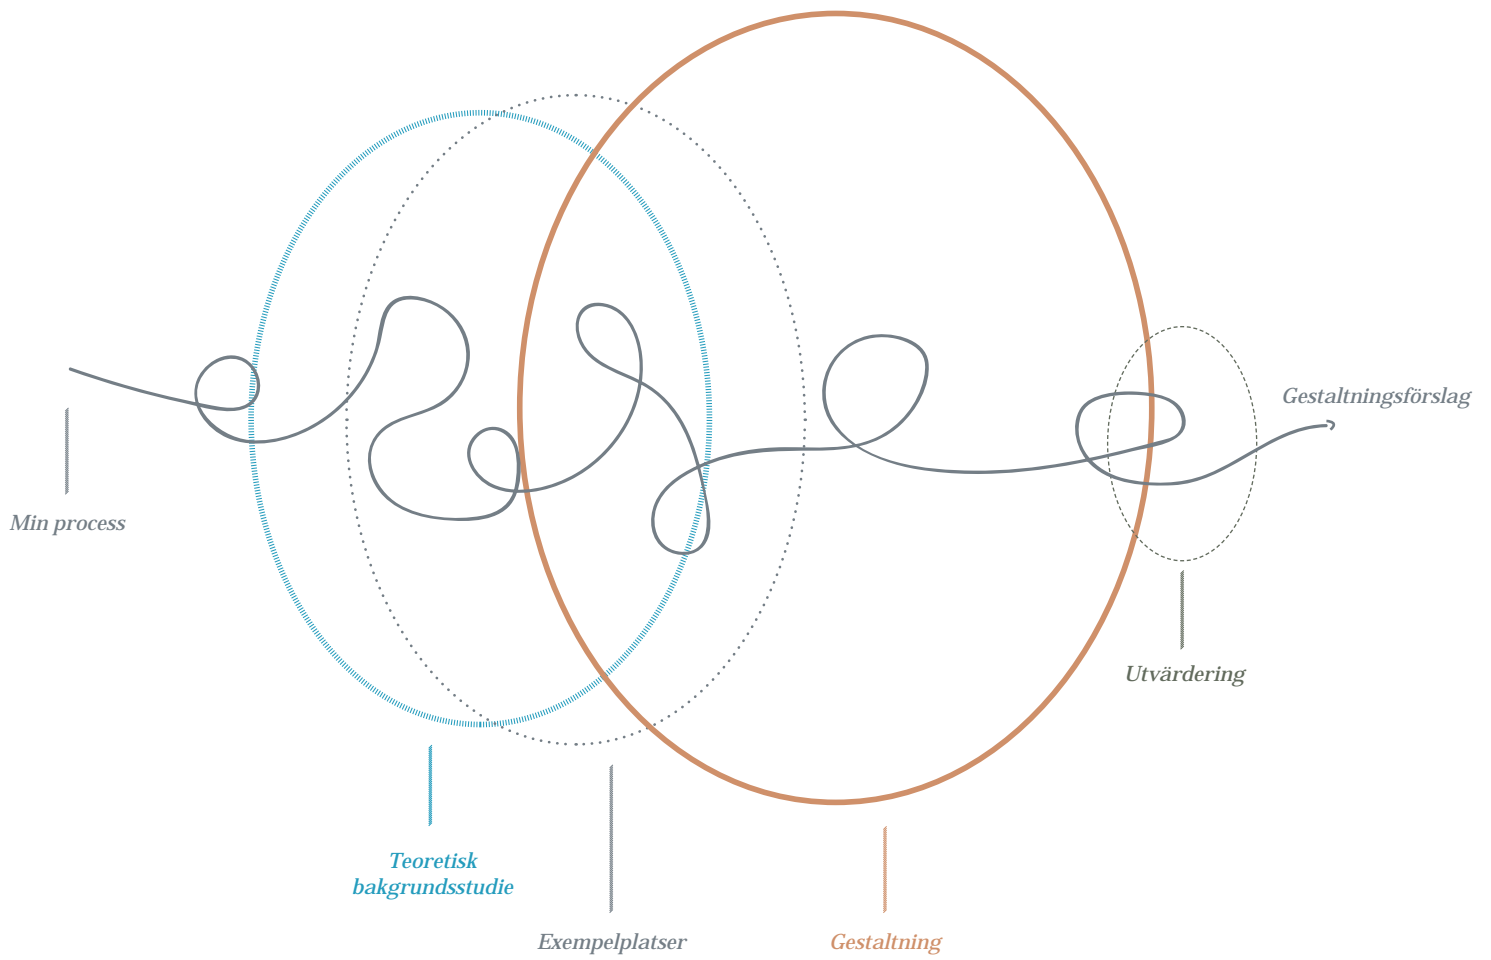 Gestaltningsförslag
Min process
Utvärdering
Teoretisk
bakgrundsstudie
Exempelplatser
Gestaltning